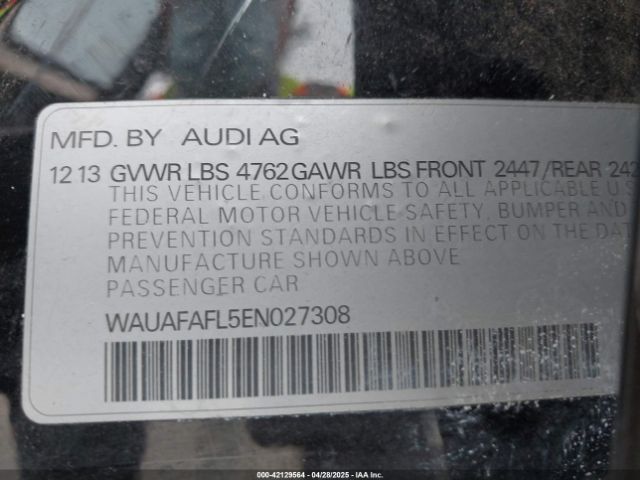 MFD. BY AUDI AG
12 13 GVWR LBS 4762 GAWR LBS FRONT 2447/REAR 242
THIS VEHICLE CONFORMS TO ALL APPLICABLE U.S
FEDERAL MOTOR VEHICLE SAFETY, BUMPER AND
PREVENTION STANDARDS IN EFFECT ON THE DAT
MANUFACTURE SHOWN ABOVE
PASSENGER CAR
WAUAFAFL5EN027308
000-42129564 | 04/28/2025 - IAA Inc.